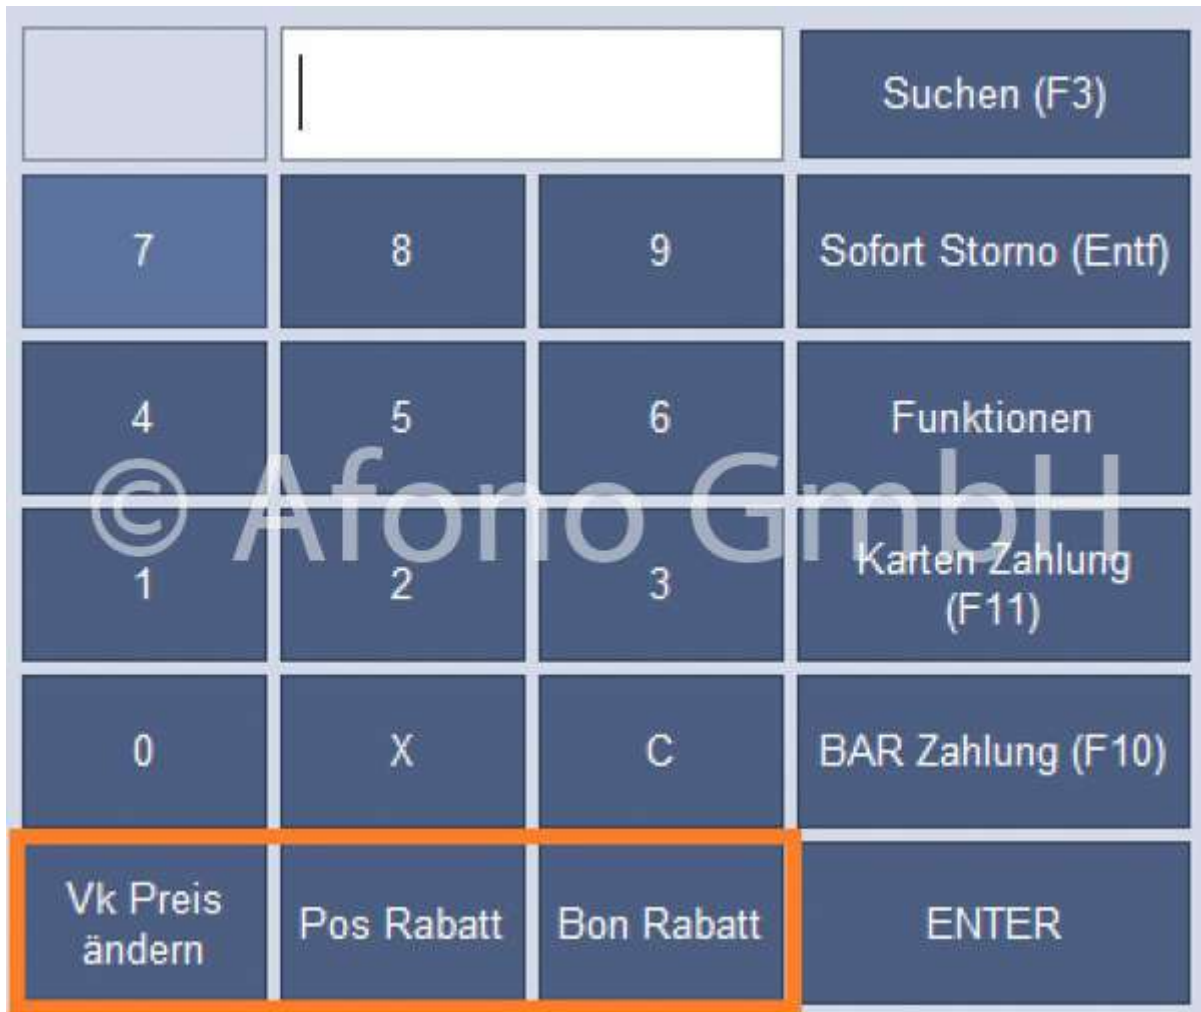 Suchen (F3)
7
8
9
Sofort Storno (Entf)
4
5
6
Funktionen
© Afono GmbH
1
2
3
Karten Zahlung
(F11)
0
X
C
BAR Zahlung (F10)
Vk Preis
ändern
Pos Rabatt
Bon Rabatt
ENTER